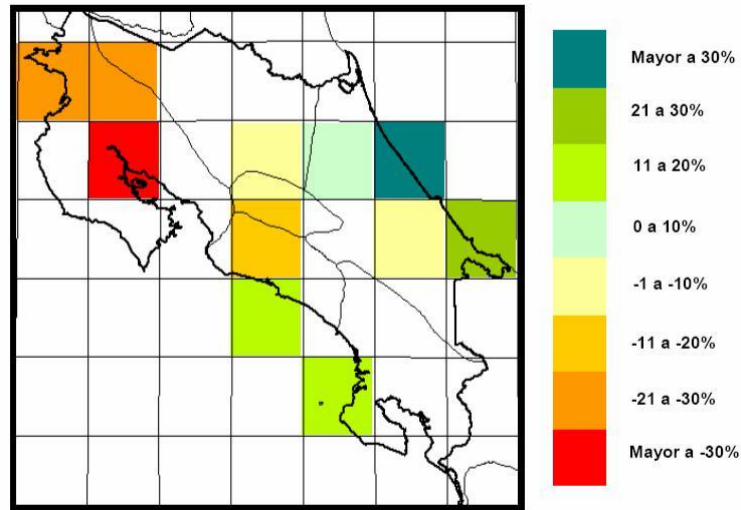 Mayor a 30%
21 a 30%
11 a 20%
0 a 10%
-1 a -10%
-11 a -20%
-21 a -30%
Mayor a -30%